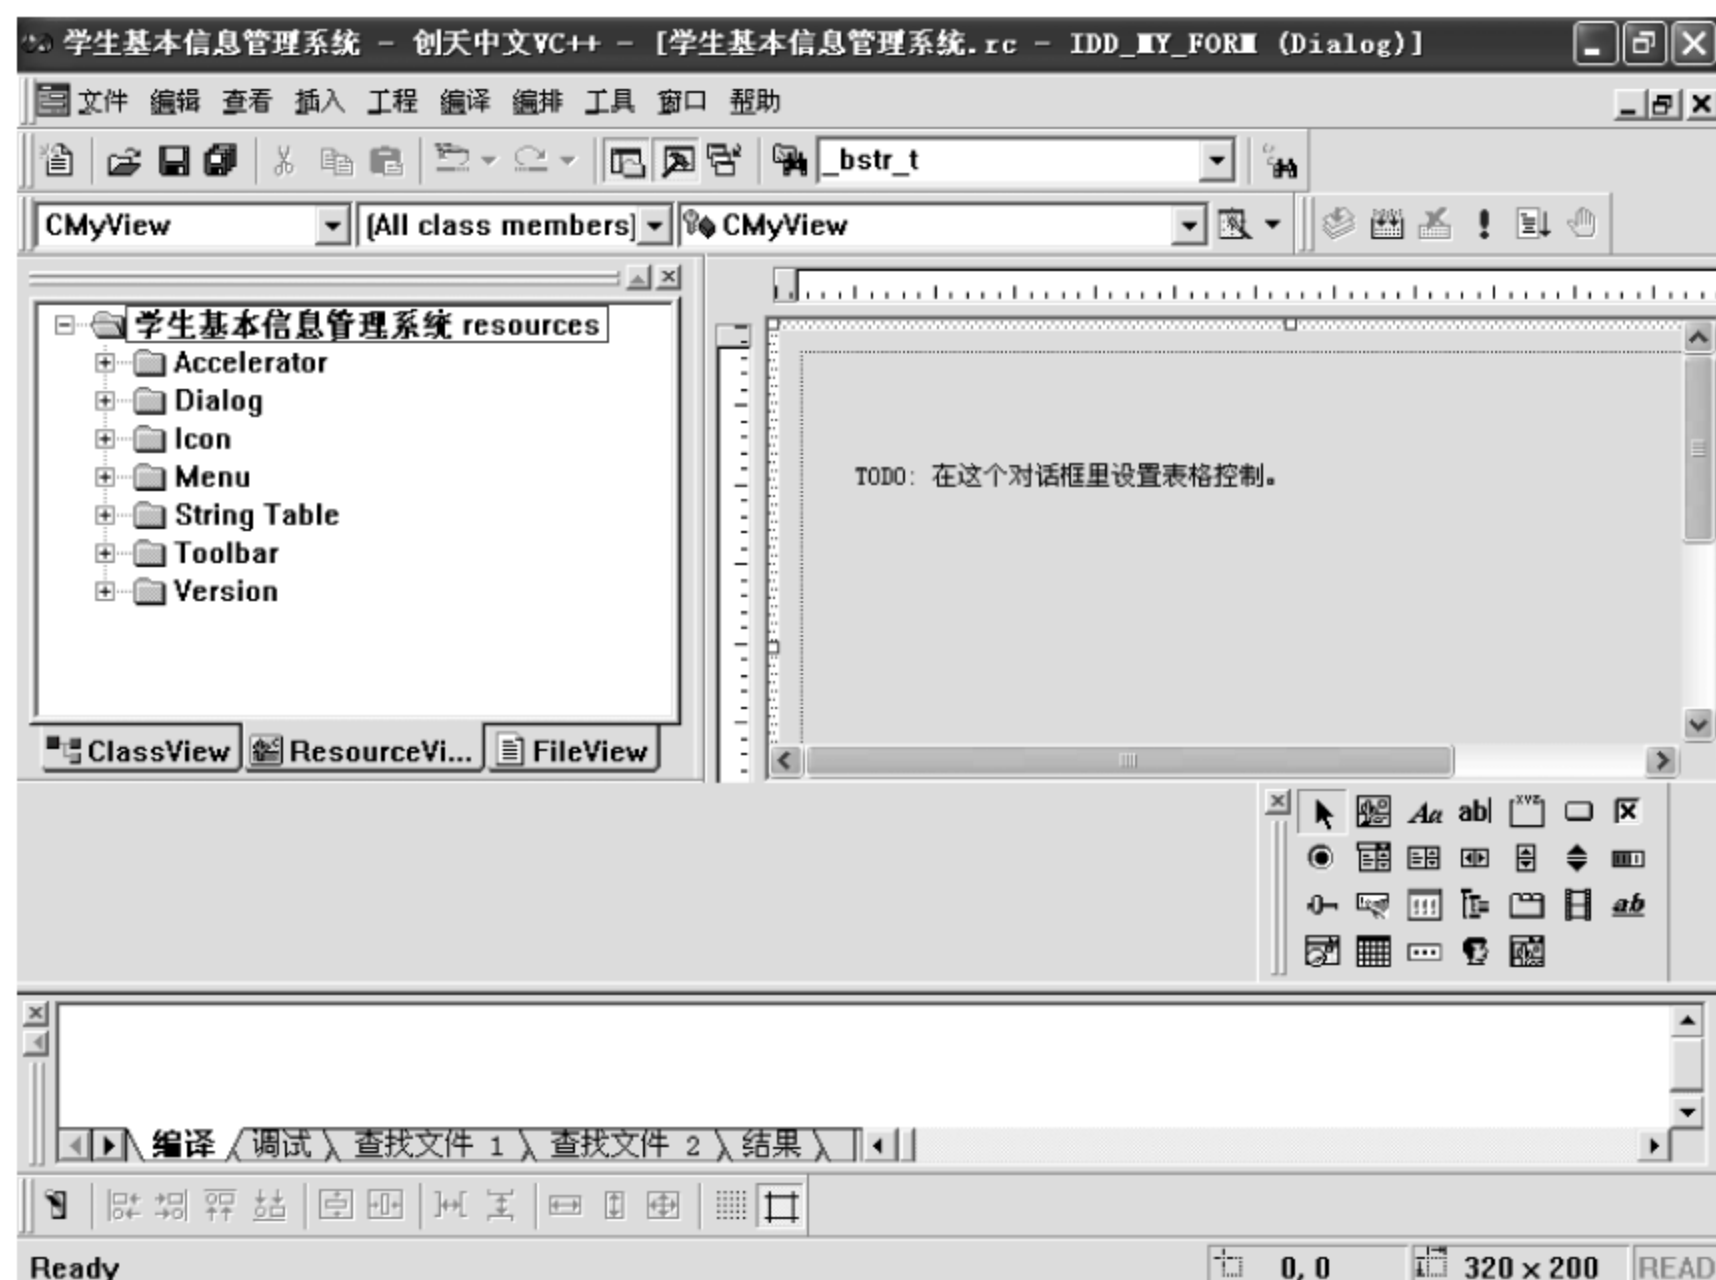 学生基本信息管理系统 - 创天中文VC++ - [学生基本信息管理系统.rc - IDD_MY_FORM (Dialog)]
文件 编辑 查看 插入 工程 编译 编排 工具 窗口 帮助
_bstr_t
CMyView (All class members) CMyView
学生基本信息管理系统 resources
Accelerator
Dialog
Icon
Menu
String Table
Toolbar
Version
ClassView ResourceVi... FileView
TODO: 在这个对话框里设置表格控制。
Aa ab| XYZ
ab
编译 调试 查找文件 1 查找文件 2 结果
Ready 0, 0 320 x 200 READ